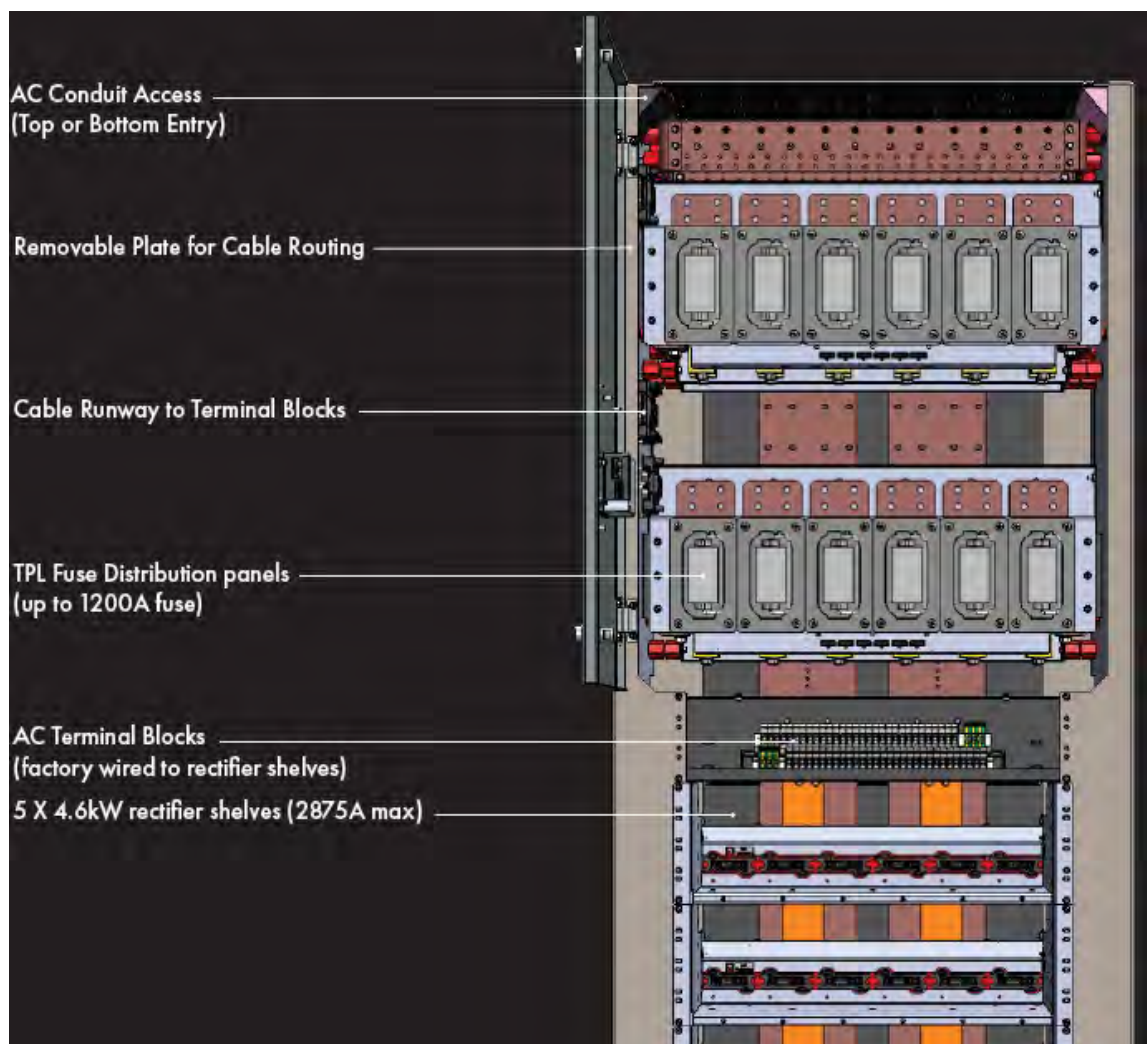 AC Conduit Access
(Top or Bottom Entry)
Removable Plate for Cable Routing
Cable Runway to Terminal Blocks
TPL Fuse Distribution panels
(up to 1200A fuse)
AC Terminal Blocks
(factory wired to rectifier shelves)
5 X 4.6kW rectifier shelves (2875A max)